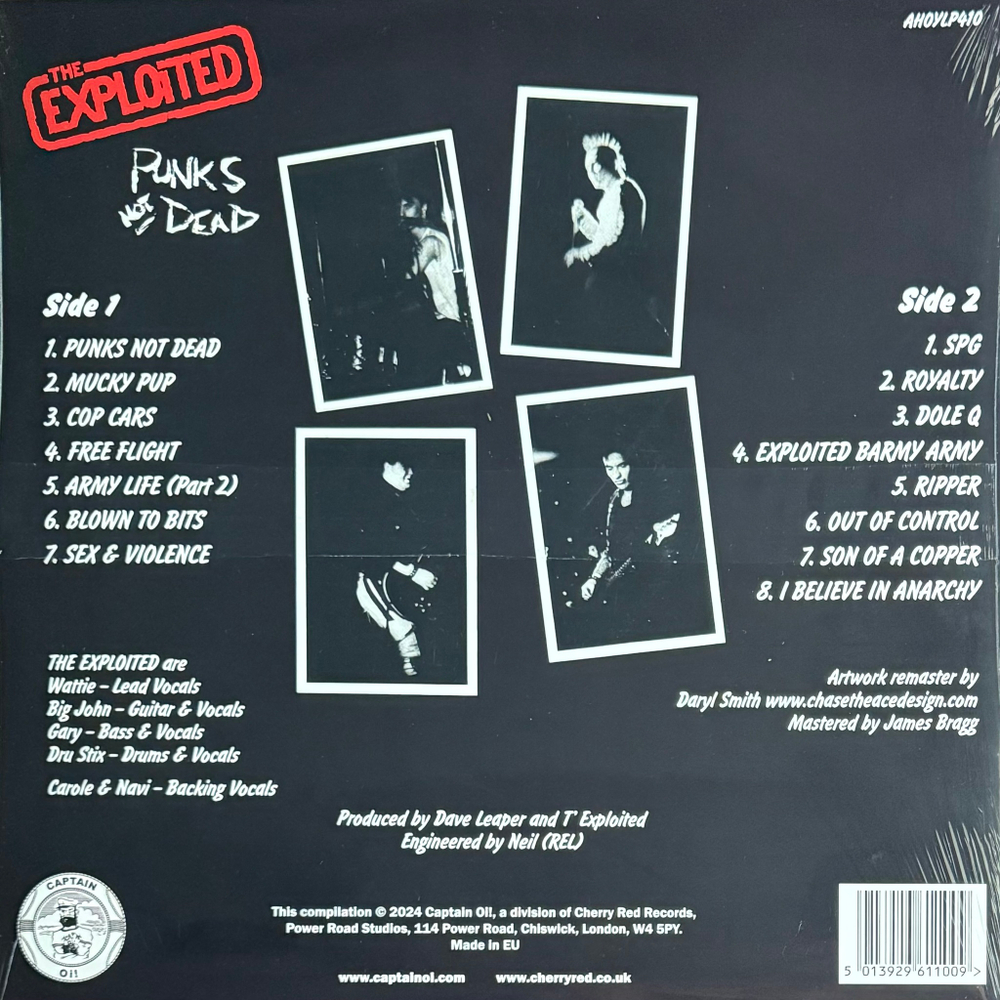 AHOYLP410
THE
EXPLOITED
PUNKS
NOT DEAD
Side 1
1. PUNKS NOT DEAD
2. MUCKY PUP
3. COP CARS
4. FREE FLIGHT
5. ARMY LIFE (Part 2)
6. BLOWN TO BITS
7. SEX & VIOLENCE
Side 2
1. SPG
2. ROYALTY
3. DOLE Q
4. EXPLOITED BARMY ARMY
5. RIPPER
6. OUT OF CONTROL
7. SON OF A COPPER
8. I BELIEVE IN ANARCHY
THE EXPLOITED are
Wattie – Lead Vocals
Big John – Guitar & Vocals
Gary – Bass & Vocals
Dru Stix – Drums & Vocals
Carole & Navi – Backing Vocals
Artwork remaster by
Daryl Smith www.chasetheacedesign.com
Mastered by James Bragg
Produced by Dave Leaper and T' Exploited
Engineered by Neil (REL)
CAPTAIN
Oi!
This compilation © 2024 Captain Oi!, a division of Cherry Red Records,
Power Road Studios, 114 Power Road, Chiswick, London, W4 5PY.
Made in EU
www.captainoi.com www.cherryred.co.uk
5 013929 611009 >